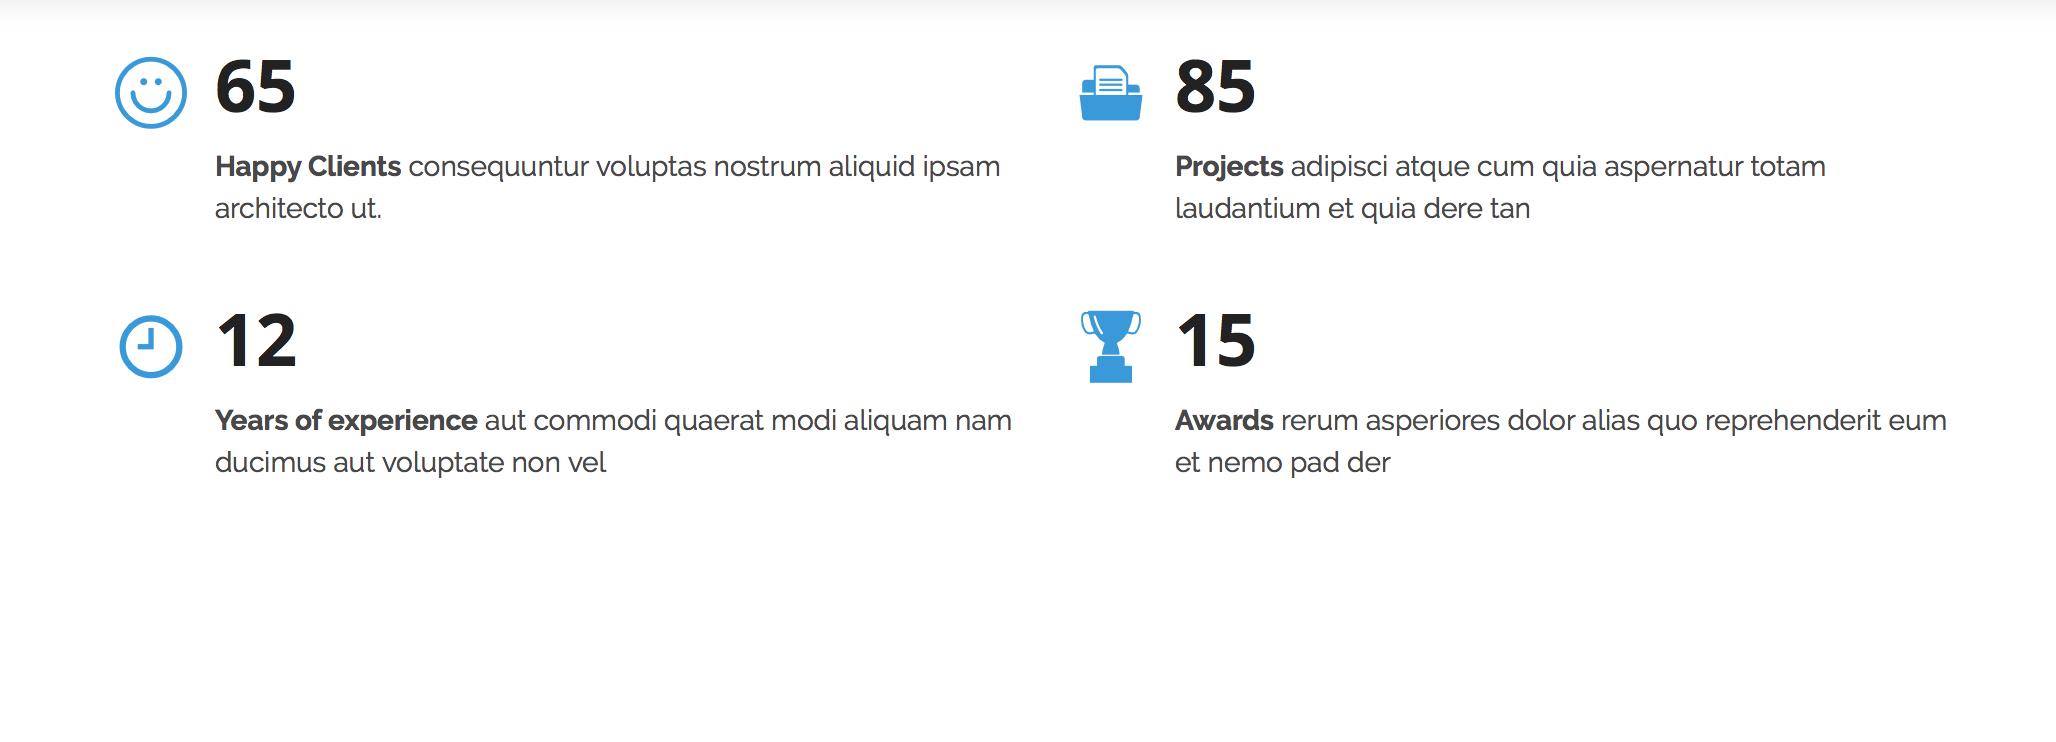 65
Happy Clients consequuntur voluptas nostrum aliquid ipsam
architecto ut.
85
Projects adipisci atque cum quia aspernatur totam
laudantium et quia dere tan
12
Years of experience aut commodi quaerat modi aliquam nam
ducimus aut voluptate non vel
15
Awards rerum asperiores dolor alias quo reprehenderit eum
et nemo pad der